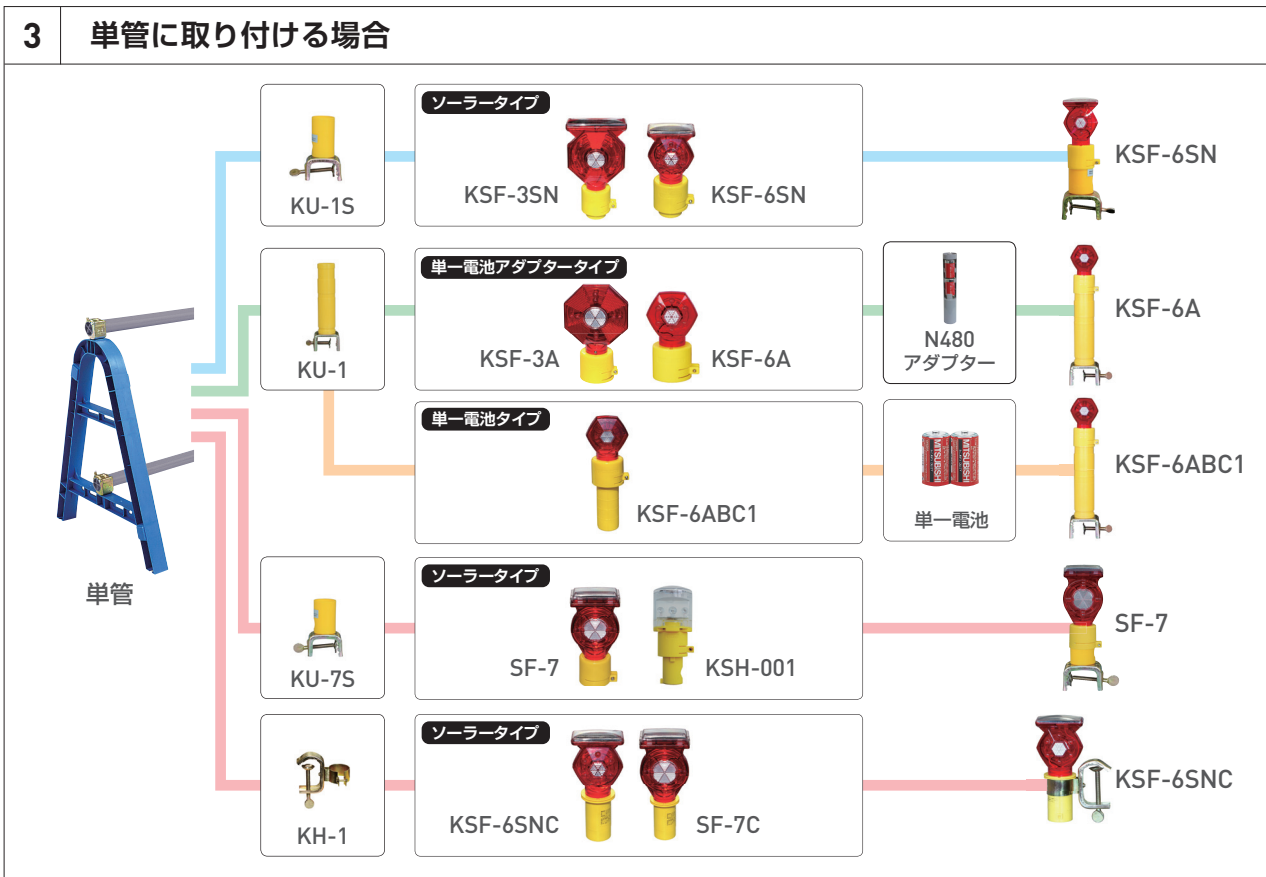 3 単管に取り付ける場合
単管
KU-1S
ソーラータイプ
KSF-3SN
KSF-6SN
KSF-6SN
KU-1
単一電池アダプタータイプ
KSF-3A
KSF-6A
N480
アダプター
KSF-6A
単一電池タイプ
KSF-6ABC1
MITSUBISHI
MITSUBISHI
単一電池
KSF-6ABC1
KU-7S
ソーラータイプ
SF-7
KSH-001
SF-7
KH-1
ソーラータイプ
KSF-6SNC
SF-7C
KSF-6SNC